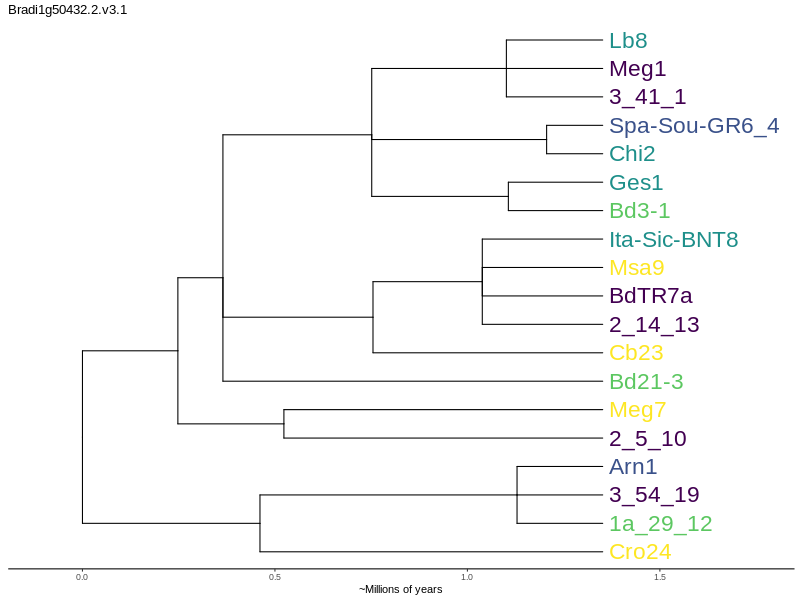 Bradi1g50432.2.v3.1
Lb8
Meg1
3_41_1
Spa-Sou-GR6_4
Chi2
Ges1
Bd3-1
Ita-Sic-BNT8
Msa9
BdTR7a
2_14_13
Cb23
Bd21-3
Meg7
2_5_10
Arn1
3_54_19
1a_29_12
Cro24
0.0 0.5 1.0 1.5
~Millions of years